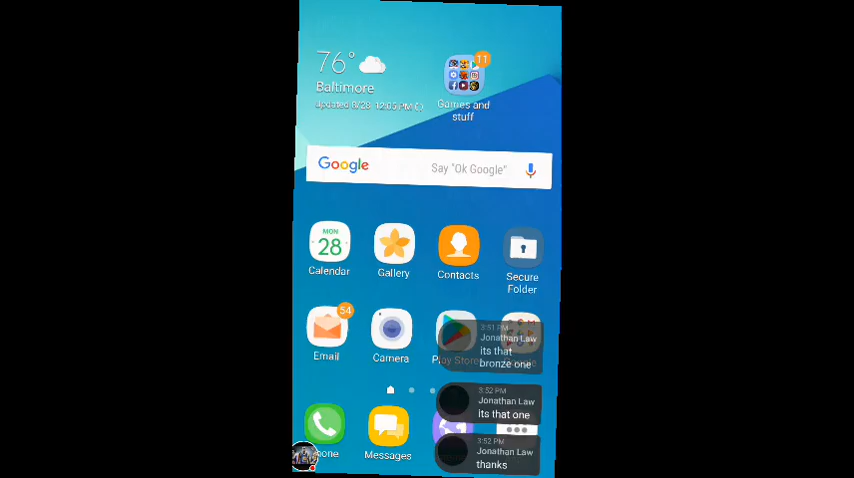 76°
Baltimore
Updated 8/28 12:05 PM
11
Games and
stuff
Google
Say "Ok Google"
MON
28
Calendar
Gallery
Contacts
Secure
Folder
54
Email
Camera
Play Store
3:51 PM
Jonathan Law
its that
bronze one
3:52 PM
Jonathan Law
its that one
Phone
Messages
3:52 PM
Jonathan Law
thanks